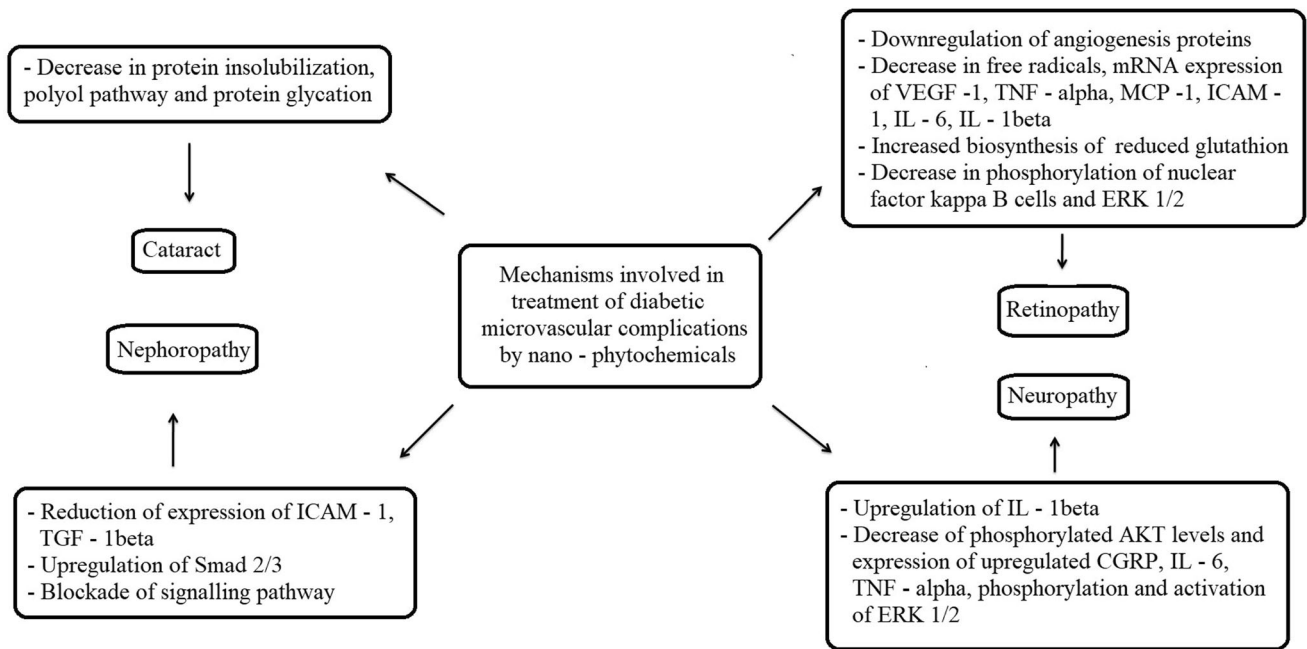 - Decrease in protein insolubilization,
polyol pathway and protein glycation
Cataract
Nephoropathy
- Reduction of expression of ICAM - 1,
TGF - 1beta
- Upregulation of Smad 2/3
- Blockade of signalling pathway
Mechanisms involved in
treatment of diabetic
microvascular complications
by nano - phytochemicals
- Downregulation of angiogenesis proteins
- Decrease in free radicals, mRNA expression
of VEGF -1, TNF - alpha, MCP -1, ICAM -
1, IL - 6, IL - 1beta
- Increased biosynthesis of reduced glutathion
- Decrease in phosphorylation of nuclear
factor kappa B cells and ERK 1/2
Retinopathy
Neuropathy
- Upregulation of IL - 1beta
- Decrease of phosphorylated AKT levels and
expression of upregulated CGRP, IL - 6,
TNF - alpha, phosphorylation and activation
of ERK 1/2